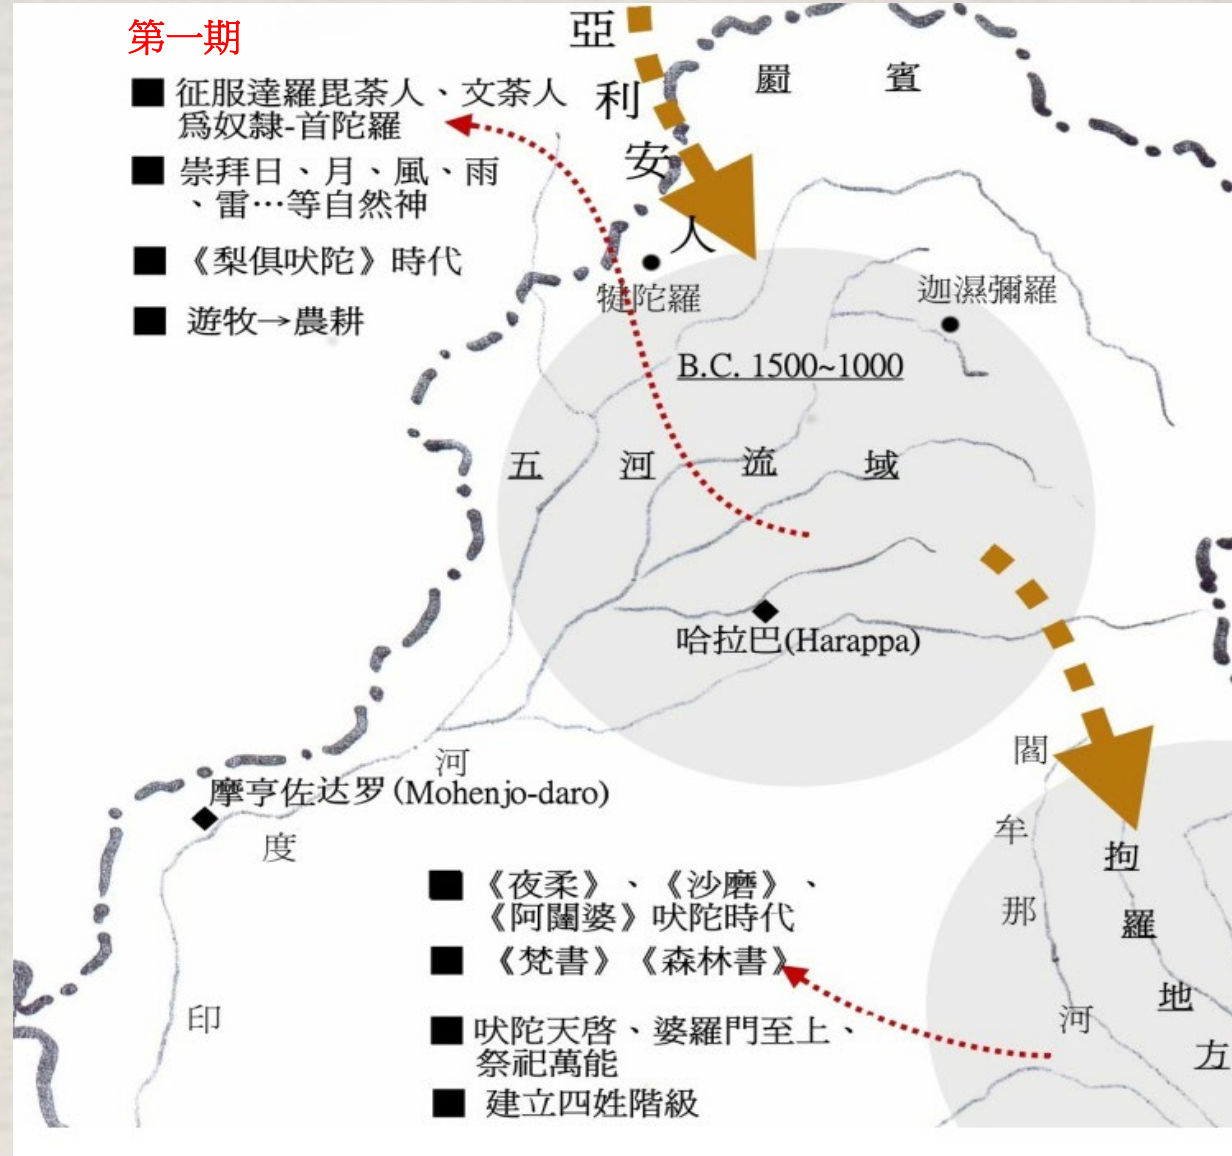 第一期
■ 征服達羅毘荼人、文荼人
為奴隸-首陀羅
■ 崇拜日、月、風、雨
、雷…等自然神
■ 《梨俱吠陀》時代
■ 遊牧→農耕
亞利安人
罽賓
犍陀羅
迦濕彌羅
B.C. 1500~1000
五河流域
哈拉巴(Harappa)
摩亨佐达罗(Mohenjo-daro)
印度河
閻牟那河
拘羅地方
■ 《夜柔》、《沙磨》、
《阿闥婆》吠陀時代
■ 《梵書》《森林書》
■ 吠陀天啓、婆羅門至上、
祭祀萬能
■ 建立四姓階級